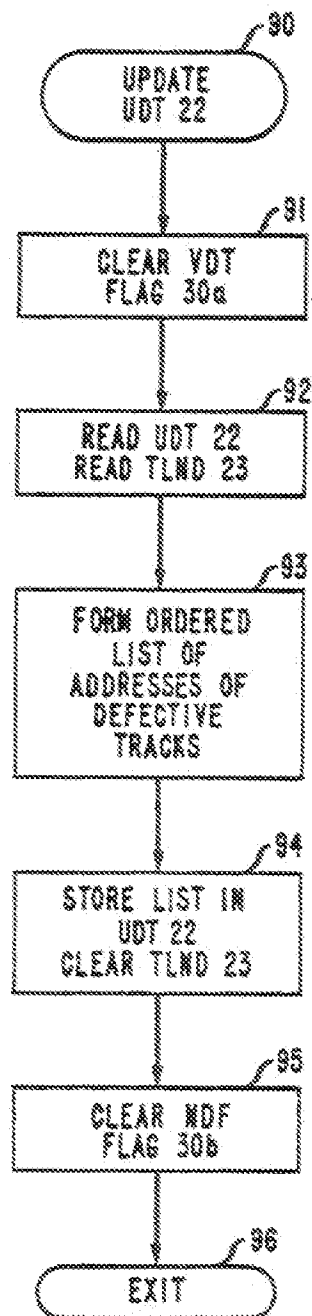 90
UPDATE
UDT 22
91
CLEAR VDT
FLAG 30a
92
READ UDT 22
READ TLND 23
93
FORM ORDERED
LIST OF
ADDRESSES OF
DEFECTIVE
TRACKS
94
STORE LIST IN
UDT 22
CLEAR TLND 23
95
CLEAR NDF
FLAG 30b
96
EXIT